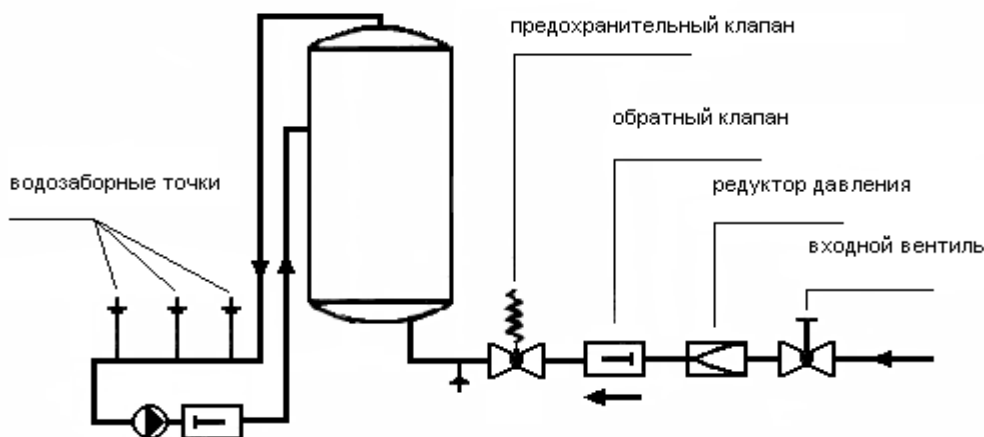 предохранительный клапан
обратный клапан
водозаборные точки
редуктор давления
входной вентиль